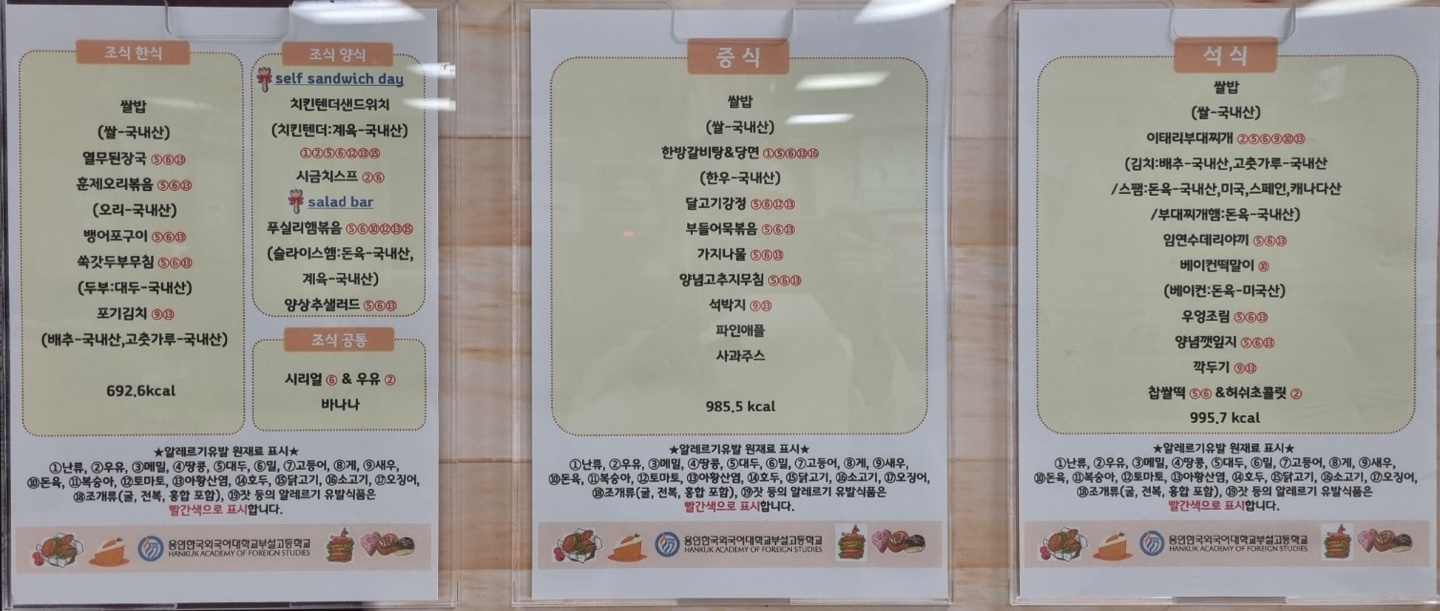 조식 한식
쌀밥
(쌀-국내산)
열무된장국 ⑤⑥⑬
훈제오리볶음 ⑤⑥⑬
(오리-국내산)
뱅어포구이 ⑤⑥⑬
쑥갓두부무침 ⑤⑥⑬
(두부:대두-국내산)
포기김치 ⑨⑬
(배추-국내산,고춧가루-국내산)
692.6kcal
조식 양식
self sandwich day
치킨텐더샌드위치
(치킨텐더:계육-국내산)
①②⑤⑥⑫⑬⑮
시금치스프 ②⑥
salad bar
푸실리햄볶음 ⑤⑥⑩⑫⑬⑮
(슬라이스햄:돈육-국내산,
계육-국내산)
양상추샐러드 ⑤⑥⑬
조식 공통
시리얼 ⑥ & 우유 ②
바나나
★알레르기유발 원재료 표시★
①난류, ②우유, ③메밀, ④땅콩, ⑤대두, ⑥밀, ⑦고등어, ⑧게, ⑨새우,
⑩돈육, ⑪복숭아, ⑫토마토, ⑬아황산염, ⑭호두, ⑮닭고기, ⑯소고기, ⑰오징어,
⑱조개류(굴, 전복, 홍합 포함), ⑲잣 등의 알레르기 유발식품은
빨간색으로 표시합니다.
용인한국외국어대학교부설고등학교
HANKUK ACADEMY OF FOREIGN STUDIES
중식
쌀밥
(쌀-국내산)
한방갈비탕&당면 ①⑤⑥⑬⑯
(한우-국내산)
닭고기강정 ⑤⑥⑫⑬
부들어묵볶음 ⑤⑥⑬
가지나물 ⑤⑥⑬
양념고추지무침 ⑤⑥⑬
석박지 ⑨⑬
파인애플
사과주스
985.5 kcal
★알레르기유발 원재료 표시★
①난류, ②우유, ③메밀, ④땅콩, ⑤대두, ⑥밀, ⑦고등어, ⑧게, ⑨새우,
⑩돈육, ⑪복숭아, ⑫토마토, ⑬아황산염, ⑭호두, ⑮닭고기, ⑯소고기, ⑰오징어,
⑱조개류(굴, 전복, 홍합 포함), ⑲잣 등의 알레르기 유발식품은
빨간색으로 표시합니다.
용인한국외국어대학교부설고등학교
HANKUK ACADEMY OF FOREIGN STUDIES
석식
쌀밥
(쌀-국내산)
이태리부대찌개 ②⑤⑥⑨⑩⑬
(김치:배추-국내산,고춧가루-국내산
/스팸:돈육-국내산,미국,스페인,캐나다산
/부대찌개햄:돈육-국내산)
임연수데리야끼 ⑤⑥⑬
베이컨떡말이 ⑩
(베이컨:돈육-미국산)
우엉조림 ⑤⑥⑬
양념깻잎지 ⑤⑥⑬
깍두기 ⑨⑬
찹쌀떡 ⑤⑥ &허쉬초콜릿 ②
995.7 kcal
★알레르기유발 원재료 표시★
①난류, ②우유, ③메밀, ④땅콩, ⑤대두, ⑥밀, ⑦고등어, ⑧게, ⑨새우,
⑩돈육, ⑪복숭아, ⑫토마토, ⑬아황산염, ⑭호두, ⑮닭고기, ⑯소고기, ⑰오징어,
⑱조개류(굴, 전복, 홍합 포함), ⑲잣 등의 알레르기 유발식품은
빨간색으로 표시합니다.
용인한국외국어대학교부설고등학교
HANKUK ACADEMY OF FOREIGN STUDIES